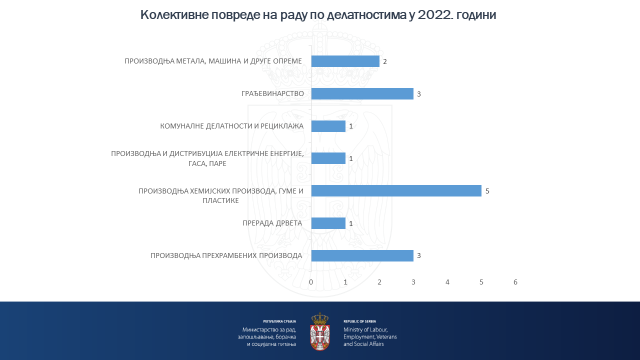 Колективне повреде на раду по делатностима у 2022. години
ПРОИЗВОДЊА МЕТАЛА, МАШИНА И ДРУГЕ ОПРЕМЕ
2
ГРАЂЕВИНАРСТВО
3
КОМУНАЛНЕ ДЕЛАТНОСТИ И РЕЦИКЛАЖА
1
ПРОИЗВОДЊА И ДИСТРИБУЦИЈА ЕЛЕКТРИЧНЕ ЕНЕРГИЈЕ,
ГАСА, ПАРЕ
1
ПРОИЗВОДЊА ХЕМИЈСКИХ ПРОИЗВОДА, ГУМЕ И
ПЛАСТИКЕ
5
ПРЕРАДА ДРВЕТА
1
ПРОИЗВОДЊА ПРЕХРАМБЕНИХ ПРОИЗВОДА
3
0 1 2 3 4 5 6
РЕПУБЛИКА СРБИЈА
Министарство за рад,
запошљавање, борачка
и социјална питања
REPUBLIC OF SERBIA
Ministry of Labour,
Employment, Veterans
and Social Affairs